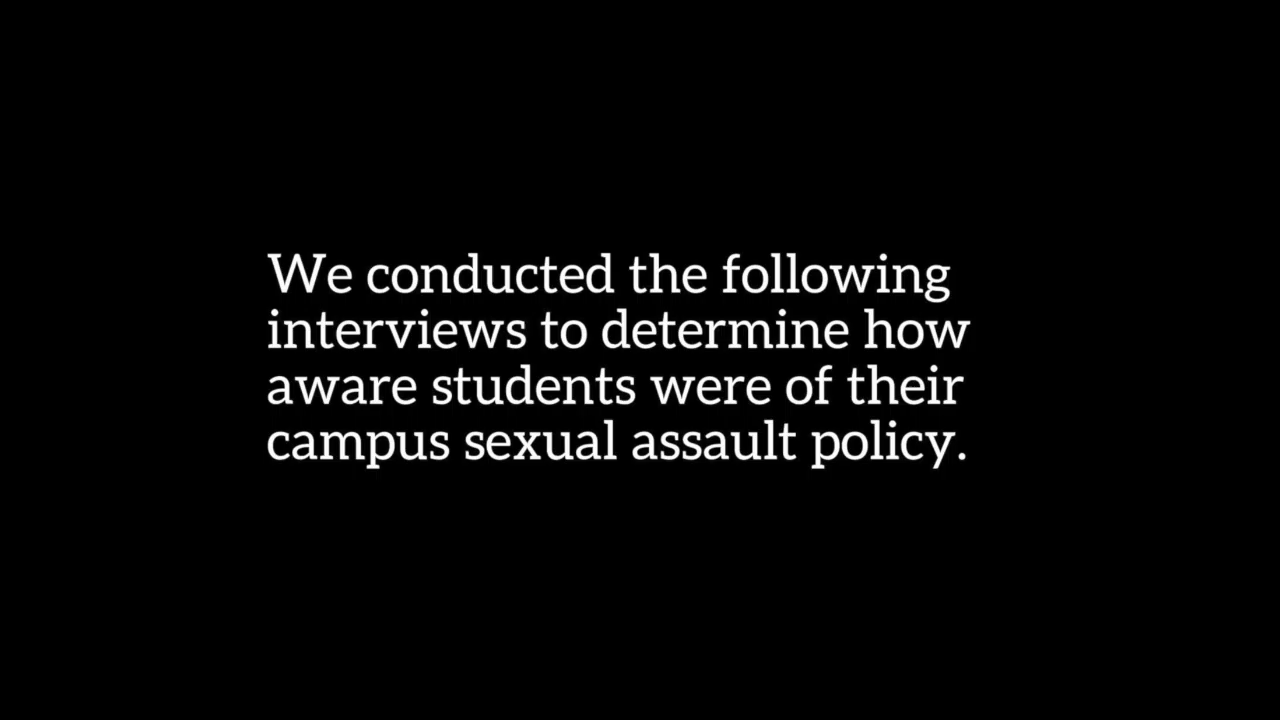 We conducted the following
interviews to determine how
aware students were of their
campus sexual assault policy.